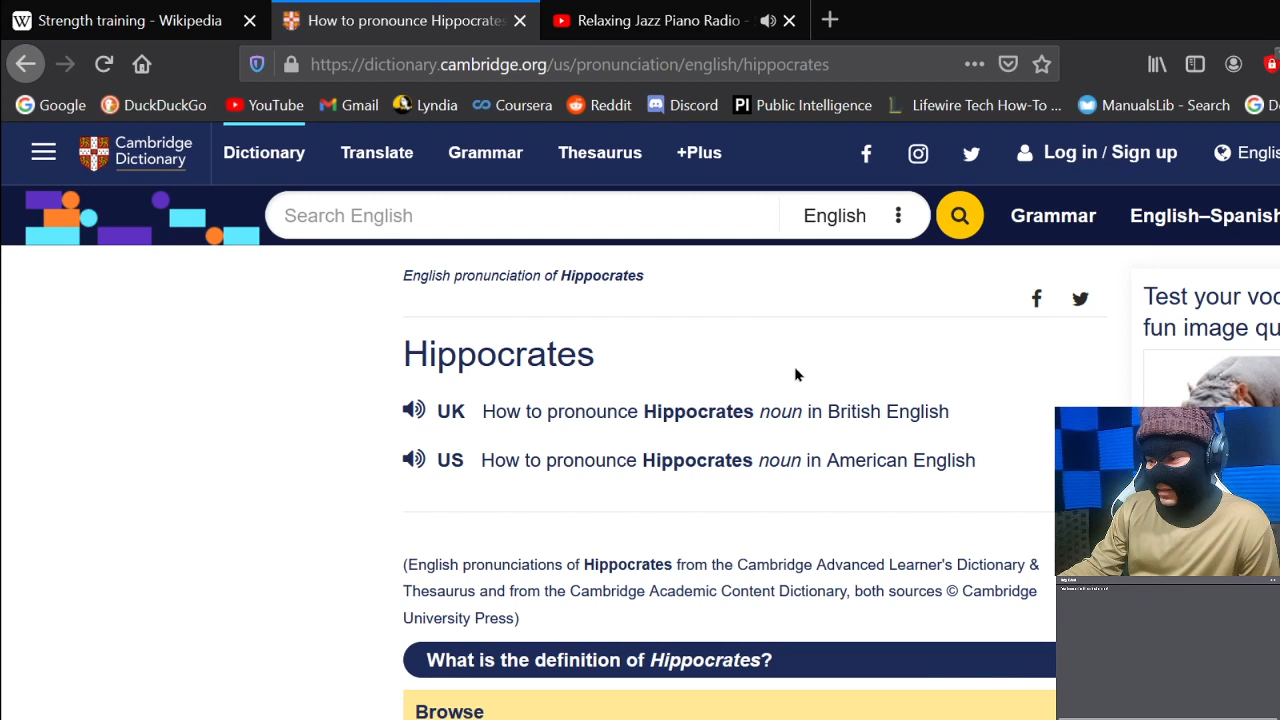 Strength training - Wikipedia
How to pronounce Hippocrates
Relaxing Jazz Piano Radio -
https://dictionary.cambridge.org/us/pronunciation/english/hippocrates
Google DuckDuckGo YouTube Gmail Lyndia Coursera Reddit Discord Public Intelligence Lifewire Tech How-To ... ManualsLib - Search
Cambridge Dictionary
Dictionary Translate Grammar Thesaurus +Plus Log in / Sign up Englis
Search English English Grammar English–Spanish
English pronunciation of Hippocrates
Test your voc
fun image qu
Hippocrates
UK How to pronounce Hippocrates noun in British English
US How to pronounce Hippocrates noun in American English
(English pronunciations of Hippocrates from the Cambridge Advanced Learner's Dictionary &
Thesaurus and from the Cambridge Academic Content Dictionary, both sources © Cambridge
University Press)
What is the definition of Hippocrates?
Browse